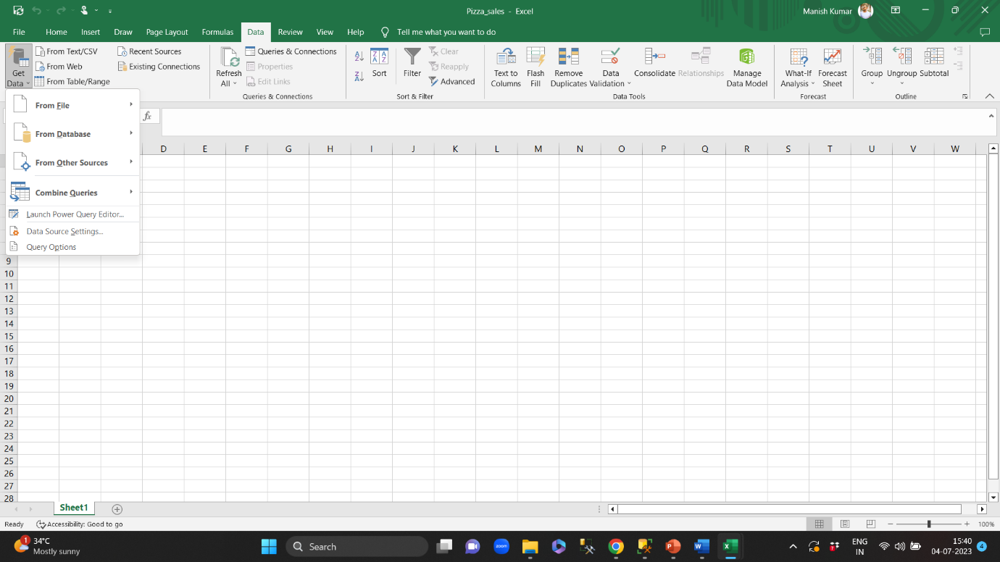 Pizza_sales - Excel
Manish Kumar
File Home Insert Draw Page Layout Formulas Data Review View Help Tell me what you want to do
Get Data
From Text/CSV
From Web
From Table/Range
Recent Sources
Existing Connections
Refresh All
Queries & Connections
Properties
Edit Links
Queries & Connections
Sort
Filter
Clear
Reapply
Advanced
Sort & Filter
Text to Columns
Flash Fill
Remove Duplicates
Data Validation
Consolidate
Relationships
Manage Data Model
Data Tools
What-If Analysis
Forecast Sheet
Forecast
Group
Ungroup
Subtotal
Outline
From File
From Database
From Other Sources
Combine Queries
Launch Power Query Editor...
Data Source Settings...
Query Options
fx
D E F G H I J K L M N O P Q R S T U V W
9
10
11
12
13
14
15
16
17
18
19
20
21
22
23
24
25
26
27
28
Sheet1
Ready Accessibility: Good to go
100%
1
34°C
Mostly sunny
Search
zoom
ENG
IN
15:40
04-07-2023
4